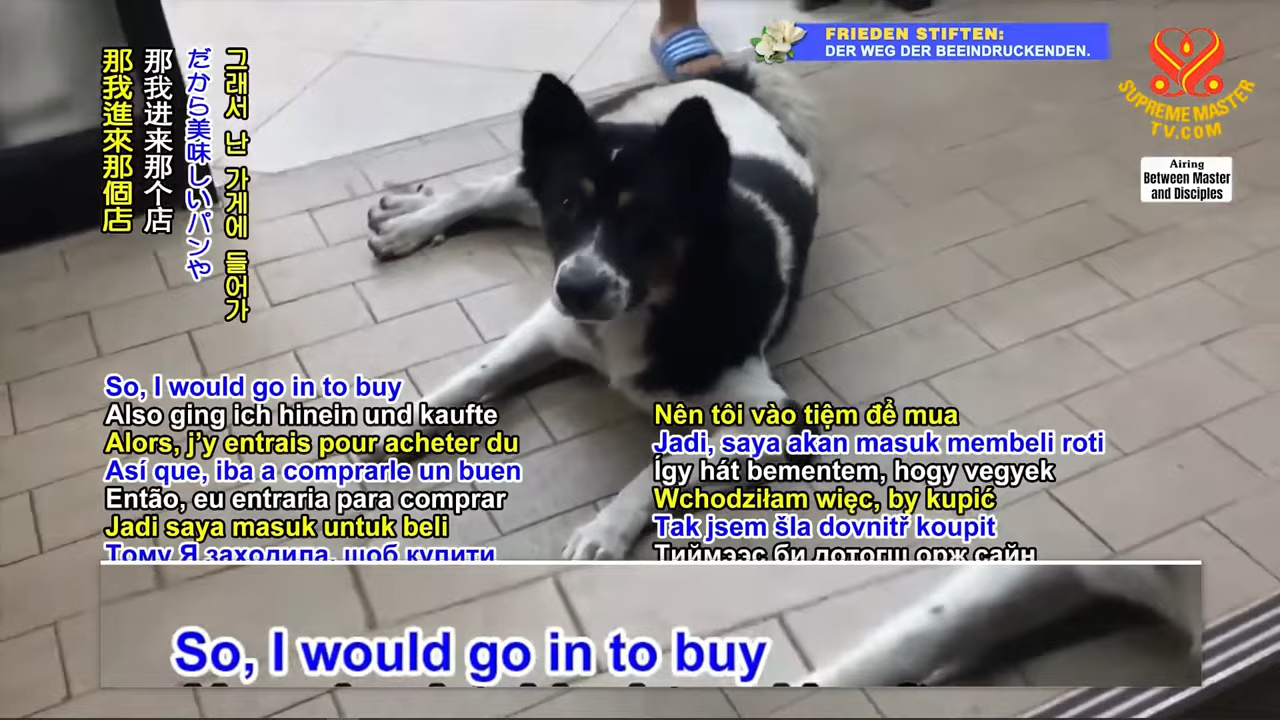 FRIEDEN STIFTEN:
DER WEG DER BEEINDRUCKENDEN.
SUPREME MASTER
TV.COM
Airing
Between Master
and Disciples
那我進來那個店
那我进来那个店
だから美味しいパンや
그래서 난 가게에 들어가
So, I would go in to buy
Also ging ich hinein und kaufte
Alors, j'y entrais pour acheter du
Así que, iba a comprarle un buen
Então, eu entraria para comprar
Jadi saya masuk untuk beli
Тому Я заходила, щоб купити
Nên tôi vào tiệm để mua
Jadi, saya akan masuk membeli roti
Így hát bementem, hogy vegyek
Wchodziłam więc, by kupić
Tak jsem šla dovnitř koupit
Тиймээс би дотогш орж сайн
So, I would go in to buy